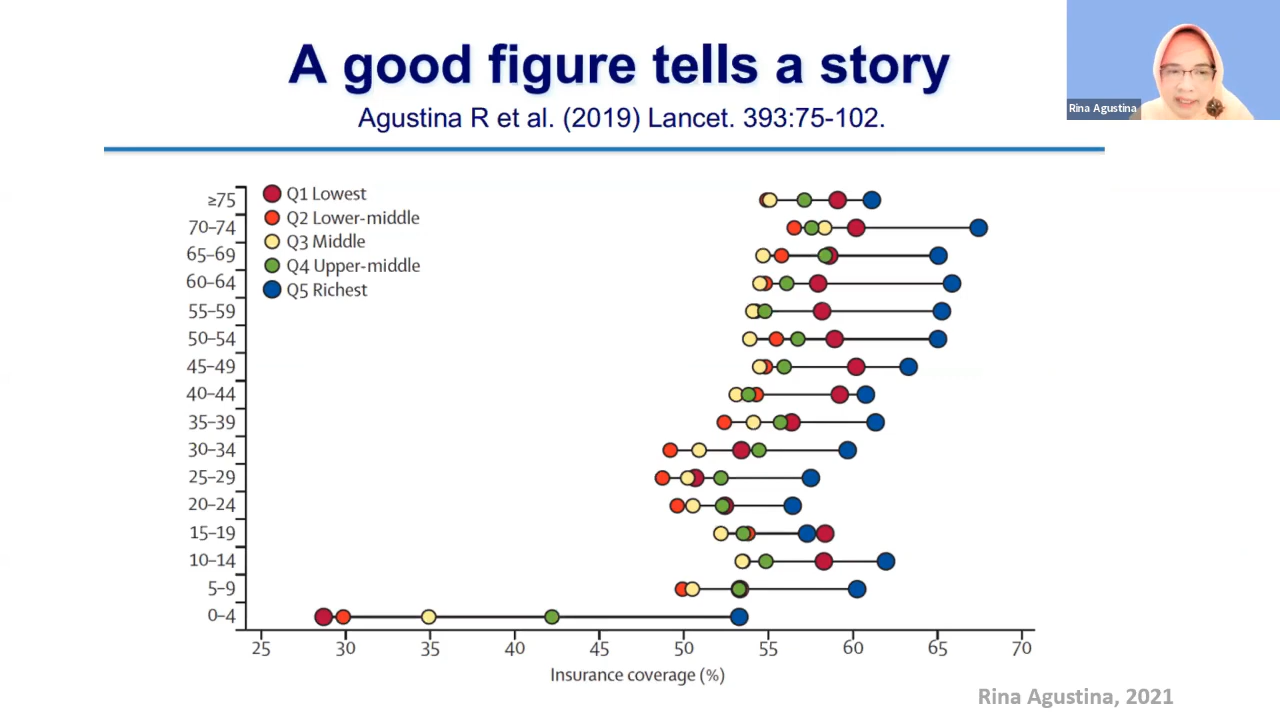 A good figure tells a story
Rina Agustina
Agustina R et al. (2019) Lancet. 393:75-102.
Q1 Lowest
Q2 Lower-middle
Q3 Middle
Q4 Upper-middle
Q5 Richest
≥75
70–74
65–69
60–64
55–59
50–54
45–49
40–44
35–39
30–34
25–29
20–24
15–19
10–14
5–9
0–4
25 30 35 40 45 50 55 60 65 70
Insurance coverage (%)
Rina Agustina, 2021